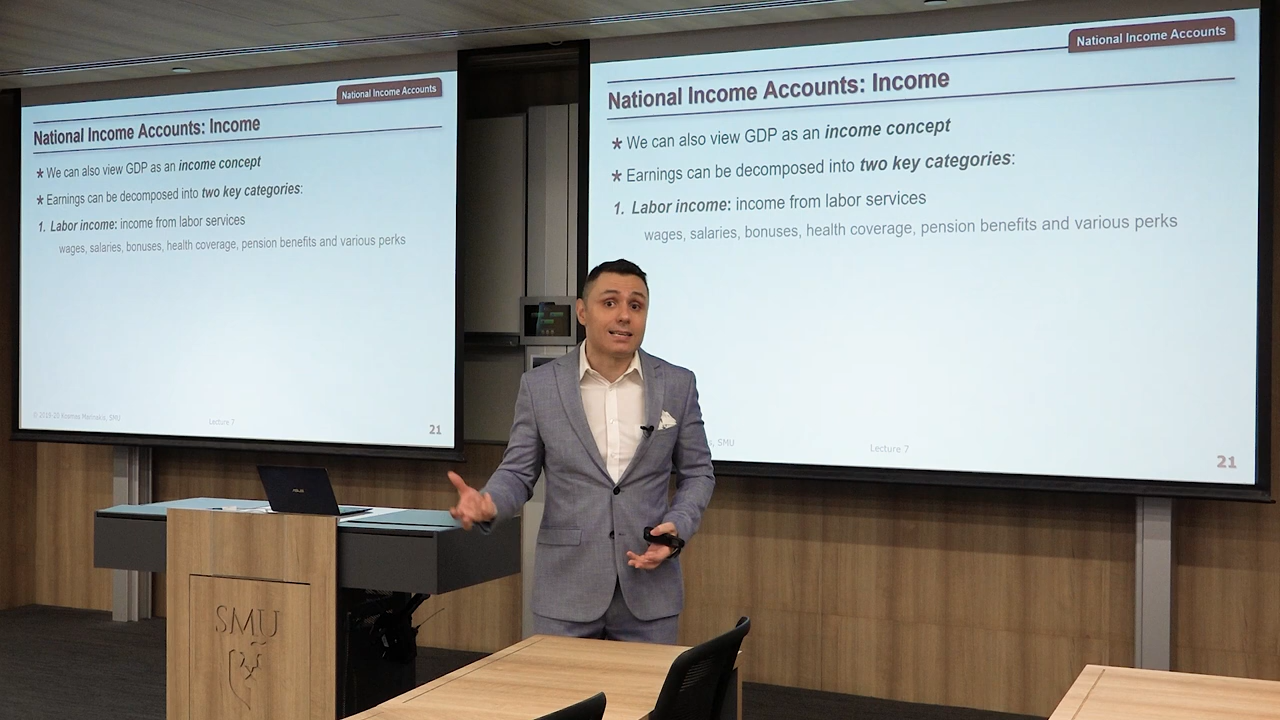 National Income Accounts
National Income Accounts: Income
* We can also view GDP as an income concept
* Earnings can be decomposed into two key categories:
1. Labor income: income from labor services
wages, salaries, bonuses, health coverage, pension benefits and various perks
Lecture 7
21
National Income Accounts
National Income Accounts: Income
* We can also view GDP as an income concept
* Earnings can be decomposed into two key categories:
1. Labor income: income from labor services
wages, salaries, bonuses, health coverage, pension benefits and various perks
, SMU
Lecture 7
21
ASUS
SMU